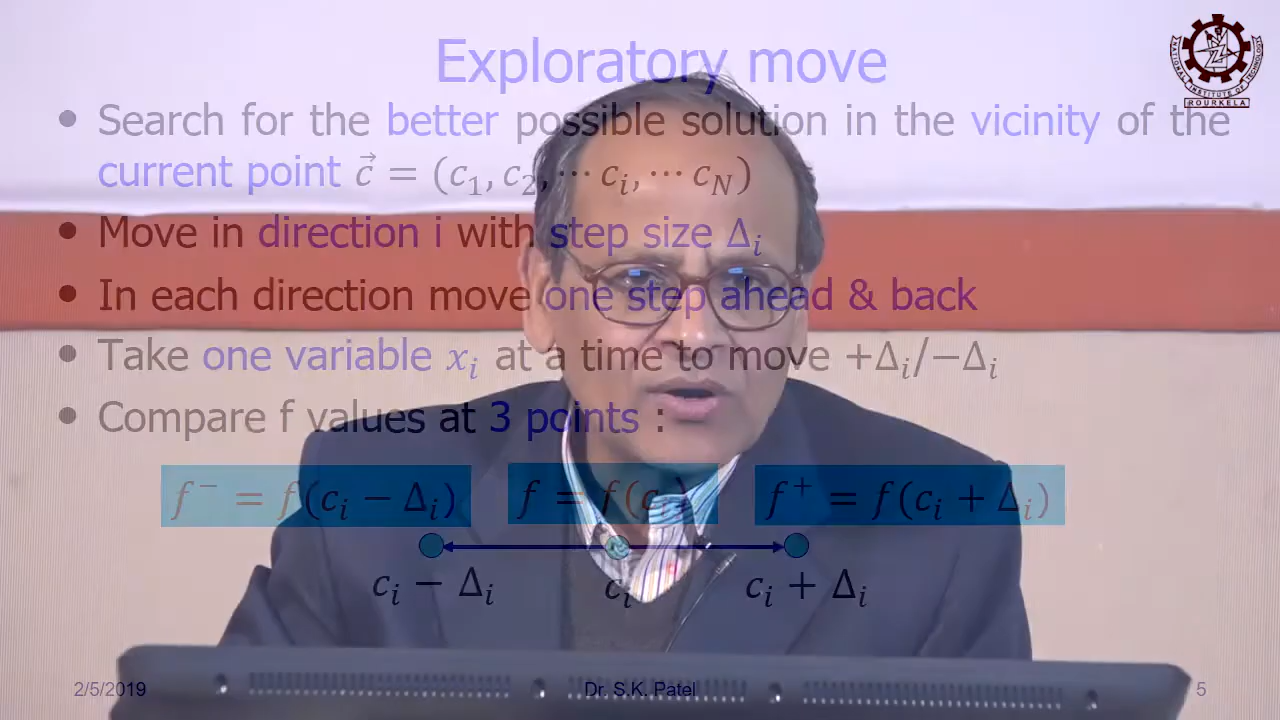 Exploratory move
• Search for the better possible solution in the vicinity of the
current point c⃗ = (c₁, c₂, ⋯ cᵢ, ⋯ c_N)
• Move in direction i with step size Δᵢ
• In each direction move one step ahead & back
• Take one variable xᵢ at a time to move +Δᵢ/−Δᵢ
• Compare f values at 3 points :
f⁻ = f(cᵢ − Δᵢ) f = f(cᵢ) f⁺ = f(cᵢ + Δᵢ)
cᵢ − Δᵢ cᵢ cᵢ + Δᵢ
2/5/2019 Dr. S.K. Patel 5
ROURKELA